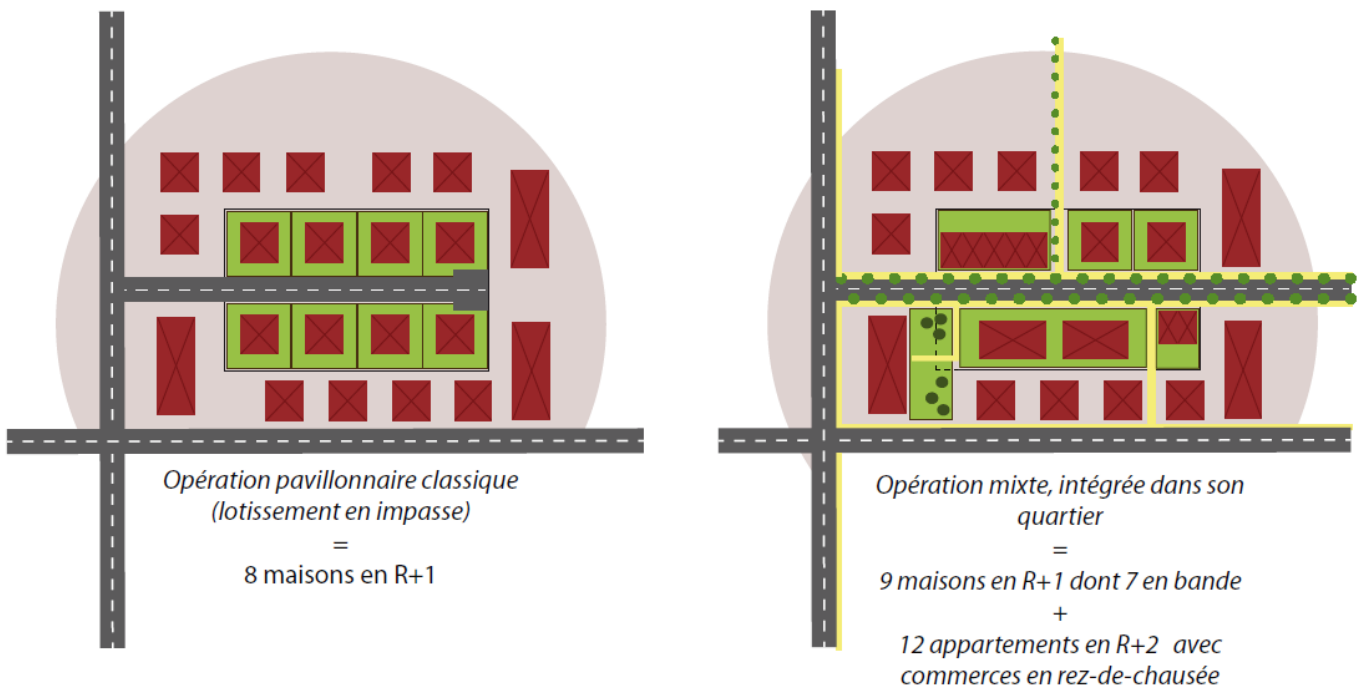 Opération pavillonnaire classique
(lotissement en impasse)
=
8 maisons en R+1
Opération mixte, intégrée dans son
quartier
=
9 maisons en R+1 dont 7 en bande
+
12 appartements en R+2 avec
commerces en rez-de-chausée